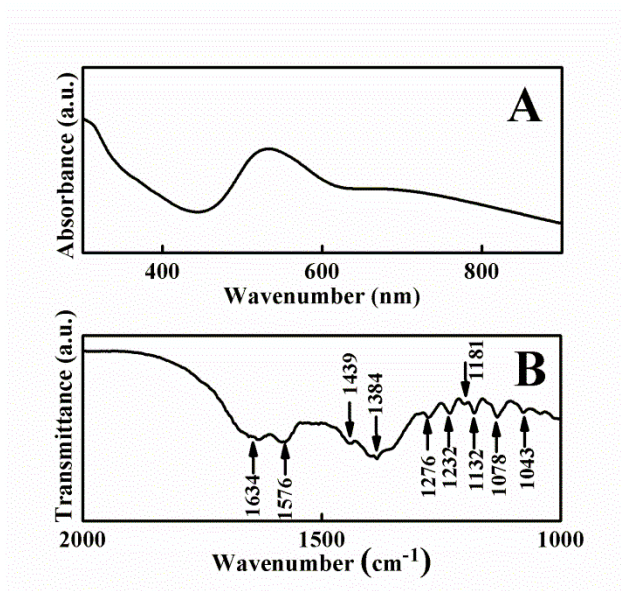 A
Absorbance (a.u.)
400 600 800
Wavenumber (nm)
B
Transmittance (a.u.)
1634
1576
1439
1384
1276
1232
1181
1132
1078
1043
2000 1500 1000
Wavenumber (cm⁻¹)